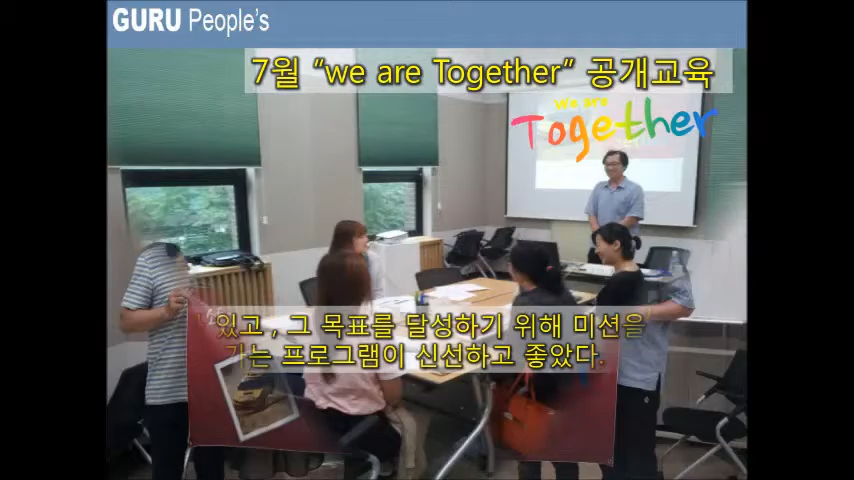 GURU People's
7월 “we are Together” 공개교육
we are
Together
있고 , 그 목표를 달성하기 위해 미션을
가는 프로그램이 신선하고 좋았다.